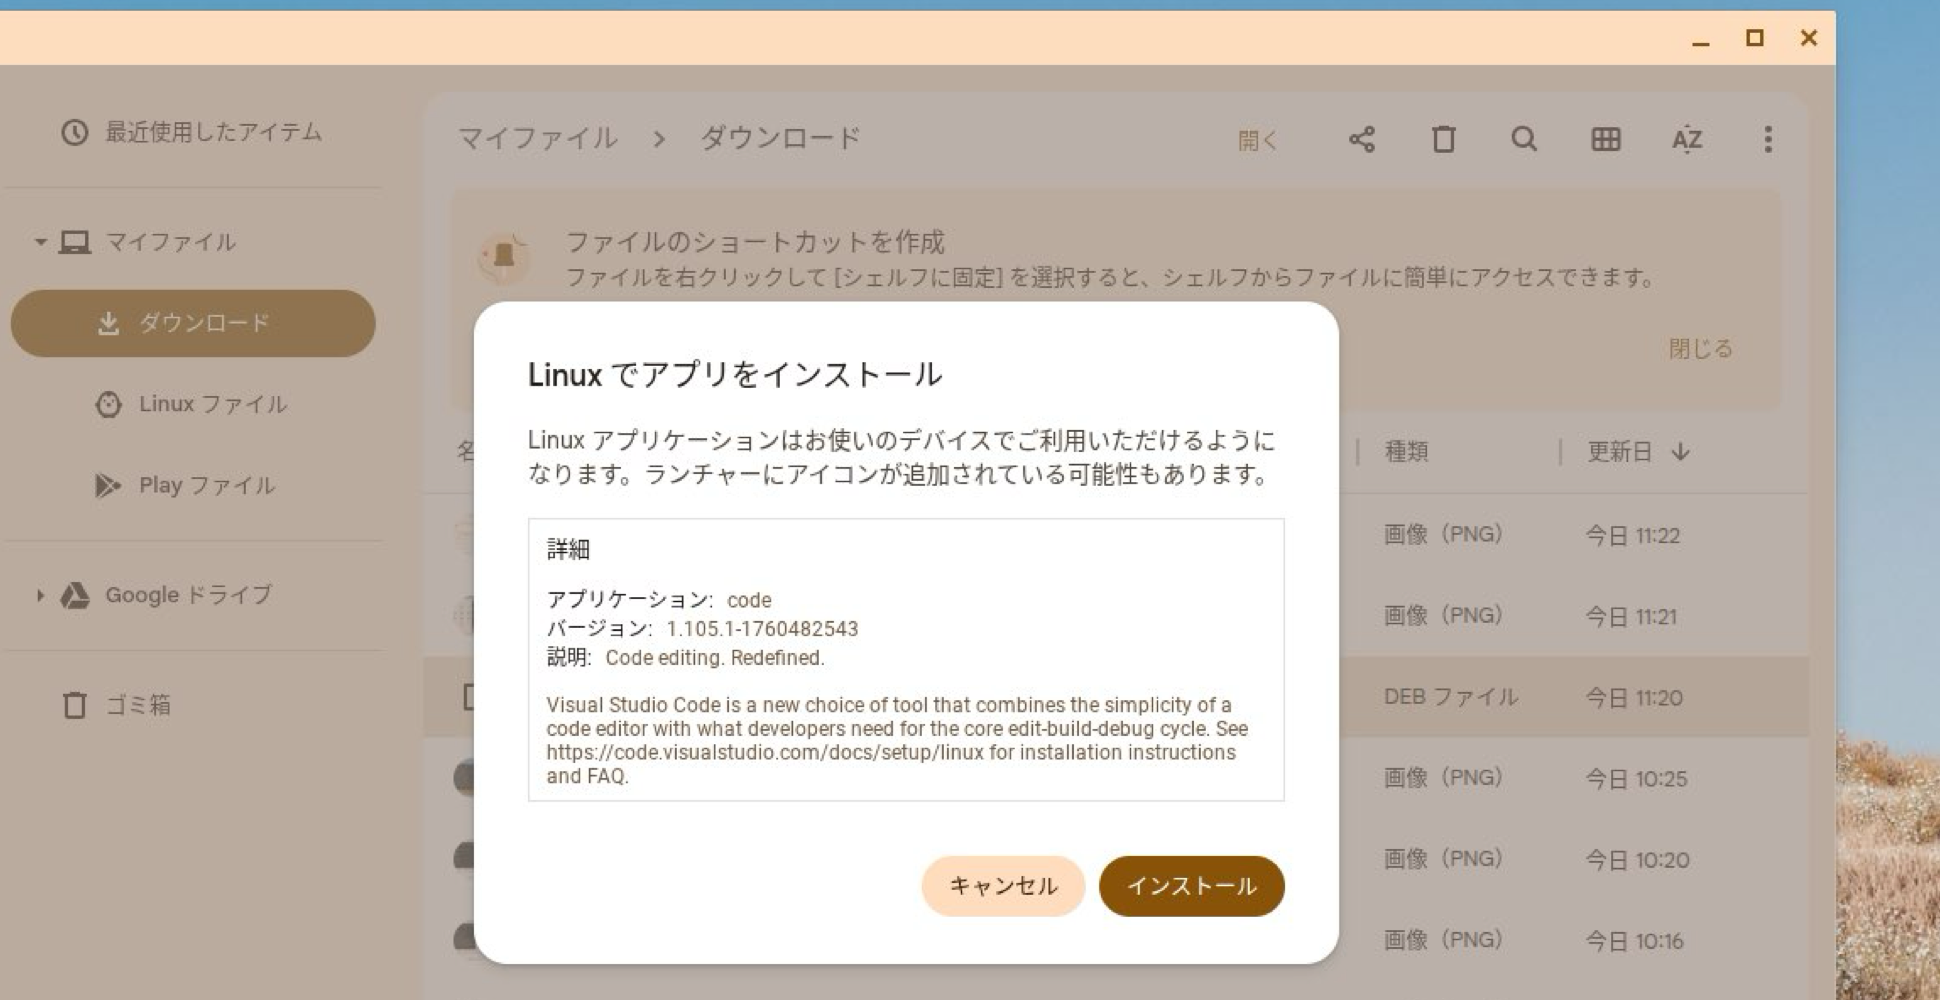 最近使用したアイテム
マイファイル
ダウンロード
Linux ファイル
Play ファイル
Google ドライブ
ゴミ箱
マイファイル > ダウンロード
開く
AZ
ファイルのショートカットを作成
ファイルを右クリックして [シェルフに固定] を選択すると、シェルフからファイルに簡単にアクセスできます。
閉じる
種類 更新日
画像（PNG） 今日 11:22
画像（PNG） 今日 11:21
DEB ファイル 今日 11:20
画像（PNG） 今日 10:25
画像（PNG） 今日 10:20
画像（PNG） 今日 10:16
Linux でアプリをインストール
Linux アプリケーションはお使いのデバイスでご利用いただけるように
なります。ランチャーにアイコンが追加されている可能性もあります。
詳細
アプリケーション: code
バージョン: 1.105.1-1760482543
説明: Code editing. Redefined.
Visual Studio Code is a new choice of tool that combines the simplicity of a
code editor with what developers need for the core edit-build-debug cycle. See
https://code.visualstudio.com/docs/setup/linux for installation instructions
and FAQ.
キャンセル
インストール